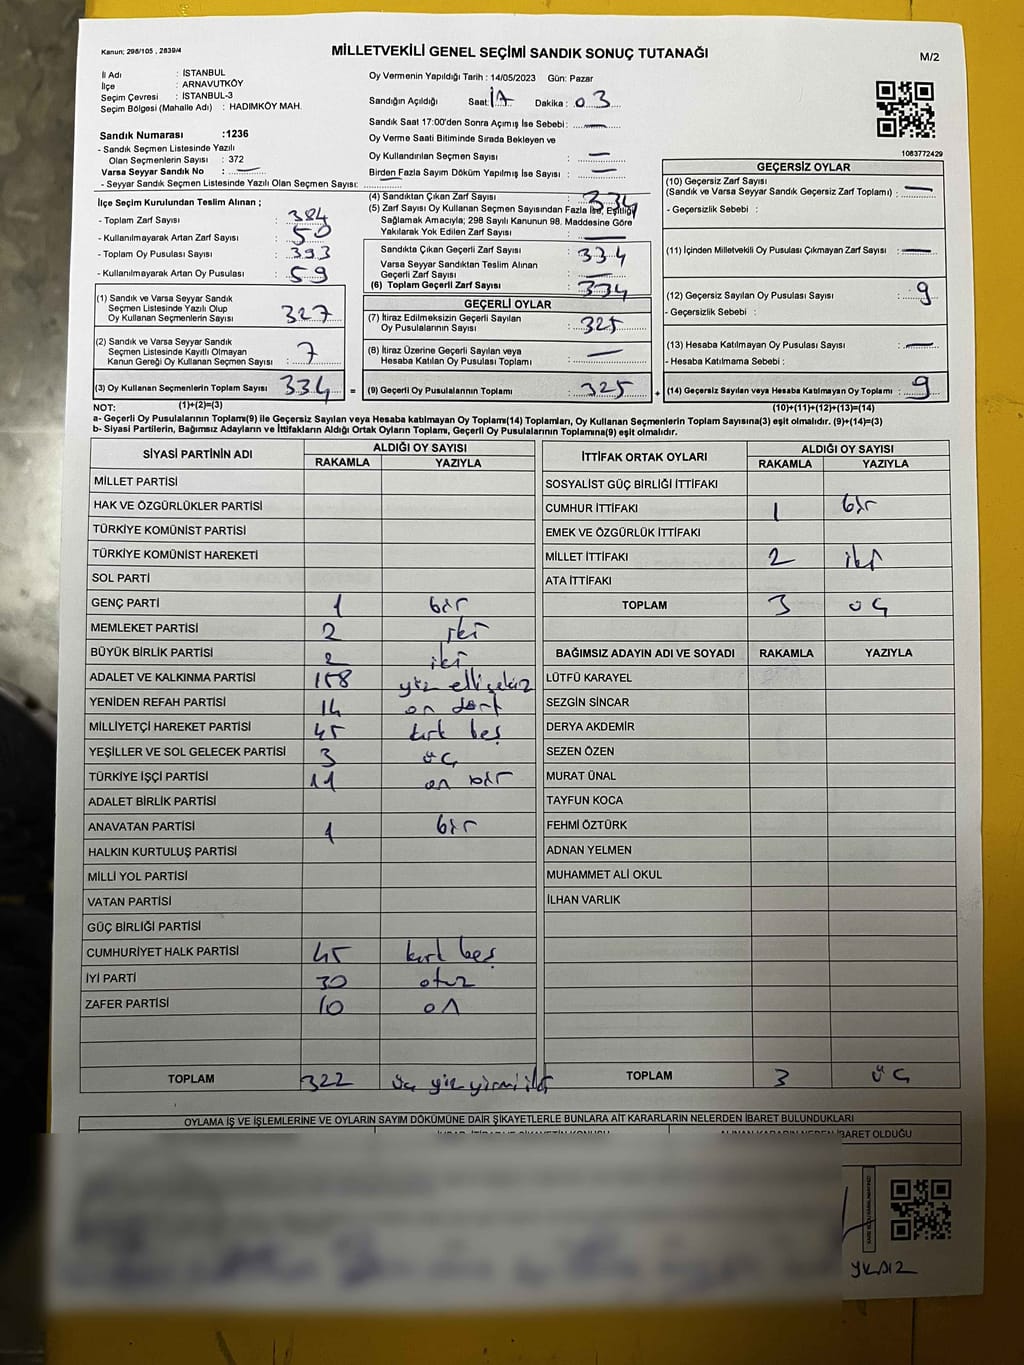 Kanun; 298/105 , 2839/4
MİLLETVEKİLİ GENEL SEÇİMİ SANDIK SONUÇ TUTANAĞI
M/2
İl Adı : İSTANBUL
İlçe : ARNAVUTKÖY
Seçim Çevresi : İSTANBUL-3
Seçim Bölgesi (Mahalle Adı) : HADIMKÖY MAH.
Sandık Numarası :1236
- Sandık Seçmen Listesinde Yazılı
Olan Seçmenlerin Sayısı : 372
Varsa Seyyar Sandık No : —
- Seyyar Sandık Seçmen Listesinde Yazılı Olan Seçmen Sayısı:
Oy Vermenin Yapıldığı Tarih : 14/05/2023 Gün: Pazar
Sandığın Açıldığı Saat: 17 Dakika : 03
Sandık Saat 17:00'den Sonra Açımış İse Sebebi : —
Oy Verme Saati Bitiminde Sırada Bekleyen ve
Oy Kullandırılan Seçmen Sayısı : —
Birden Fazla Sayım Döküm Yapılmış İse Sayısı : —
1083772429
İlçe Seçim Kurulundan Teslim Alınan ;
- Toplam Zarf Sayısı : 384
- Kullanılmayarak Artan Zarf Sayısı : 50
- Toplam Oy Pusulası Sayısı : 393
- Kullanılmayarak Artan Oy Pusulası : 59
(1) Sandık ve Varsa Seyyar Sandık
Seçmen Listesinde Yazılı Olup
Oy Kullanan Seçmenlerin Sayısı : 327
(2) Sandık ve Varsa Seyyar Sandık
Seçmen Listesinde Kayıtlı Olmayan
Kanun Gereği Oy Kullanan Seçmen Sayısı : 7
(3) Oy Kullanan Seçmenlerin Toplam Sayısı : 334 =
(1)+(2)=(3)
(4) Sandıktan Çıkan Zarf Sayısı : 334
(5) Zarf Sayısı Oy Kullanan Seçmen Sayısından Fazla İse, Eşitliği
Sağlamak Amacıyla; 298 Sayılı Kanunun 98. Maddesine Göre
Yakılarak Yok Edilen Zarf Sayısı : —
Sandıkta Çıkan Geçerli Zarf Sayısı : 334
Varsa Seyyar Sandıktan Teslim Alınan
Geçerli Zarf Sayısı : —
(6) Toplam Geçerli Zarf Sayısı : 334
GEÇERLİ OYLAR
(7) İtiraz Edilmeksizin Geçerli Sayılan
Oy Pusulalarının Sayısı : 325
(8) İtiraz Üzerine Geçerli Sayılan veya
Hesaba Katılan Oy Pusulası Toplamı : —
(9) Geçerli Oy Pusulalarının Toplamı : 325 +
GEÇERSİZ OYLAR
(10) Geçersiz Zarf Sayısı
(Sandık ve Varsa Seyyar Sandık Geçersiz Zarf Toplamı) : —
- Geçersizlik Sebebi :
(11) İçinden Milletvekili Oy Pusulası Çıkmayan Zarf Sayısı : —
(12) Geçersiz Sayılan Oy Pusulası Sayısı : 9
- Geçersizlik Sebebi :
(13) Hesaba Katılmayan Oy Pusulası Sayısı : —
- Hesaba Katılmama Sebebi :
(14) Geçersiz Sayılan veya Hesaba Katılmayan Oy Toplamı : 9
(10)+(11)+(12)+(13)=(14)
NOT:
a- Geçerli Oy Pusulalarının Toplamı(9) ile Geçersiz Sayılan veya Hesaba katılmayan Oy Toplamı(14) Toplamları, Oy Kullanan Seçmenlerin Toplam Sayısına(3) eşit olmalıdır. (9)+(14)=(3)
b- Siyasi Partilerin, Bağımsız Adayların ve İttifakların Aldığı Ortak Oyların Toplamı, Geçerli Oy Pusulalarının Toplamına(9) eşit olmalıdır.
SİYASİ PARTİNİN ADI ALDIĞI OY SAYISI
RAKAMLA YAZIYLA
MİLLET PARTİSİ
HAK VE ÖZGÜRLÜKLER PARTİSİ
TÜRKİYE KOMÜNİST PARTİSİ
TÜRKİYE KOMÜNİST HAREKETİ
SOL PARTİ
GENÇ PARTİ 1 bir
MEMLEKET PARTİSİ 2 iki
BÜYÜK BİRLİK PARTİSİ 2 iki
ADALET VE KALKINMA PARTİSİ 158 yüz elli sekiz
YENİDEN REFAH PARTİSİ 14 on dört
MİLLİYETÇİ HAREKET PARTİSİ 45 kırk beş
YEŞİLLER VE SOL GELECEK PARTİSİ 3 üç
TÜRKİYE İŞÇİ PARTİSİ 11 on bir
ADALET BİRLİK PARTİSİ
ANAVATAN PARTİSİ 1 bir
HALKIN KURTULUŞ PARTİSİ
MİLLİ YOL PARTİSİ
VATAN PARTİSİ
GÜÇ BİRLİĞİ PARTİSİ
CUMHURİYET HALK PARTİSİ 45 kırk beş
İYİ PARTİ 30 otuz
ZAFER PARTİSİ 10 on
TOPLAM 322 üç yüz yirmi iki
İTTİFAK ORTAK OYLARI ALDIĞI OY SAYISI
RAKAMLA YAZIYLA
SOSYALİST GÜÇ BİRLİĞİ İTTİFAKI
CUMHUR İTTİFAKI 1 bir
EMEK VE ÖZGÜRLÜK İTTİFAKI
MİLLET İTTİFAKI 2 iki
ATA İTTİFAKI
TOPLAM 3 üç
BAĞIMSIZ ADAYIN ADI VE SOYADI RAKAMLA YAZIYLA
LÜTFÜ KARAYEL
SEZGİN SİNCAR
DERYA AKDEMİR
SEZEN ÖZEN
MURAT ÜNAL
TAYFUN KOCA
FEHMİ ÖZTÜRK
ADNAN YELMEN
MUHAMMET ALİ OKUL
İLHAN VARLIK
TOPLAM 3 üç
OYLAMA İŞ VE İŞLEMLERİNE VE OYLARIN SAYIM DÖKÜMÜNE DAİR ŞİKAYETLERLE BUNLARA AİT KARARLARIN NELERDEN İBARET BULUNDUKLARI
İBARET OLDUĞU